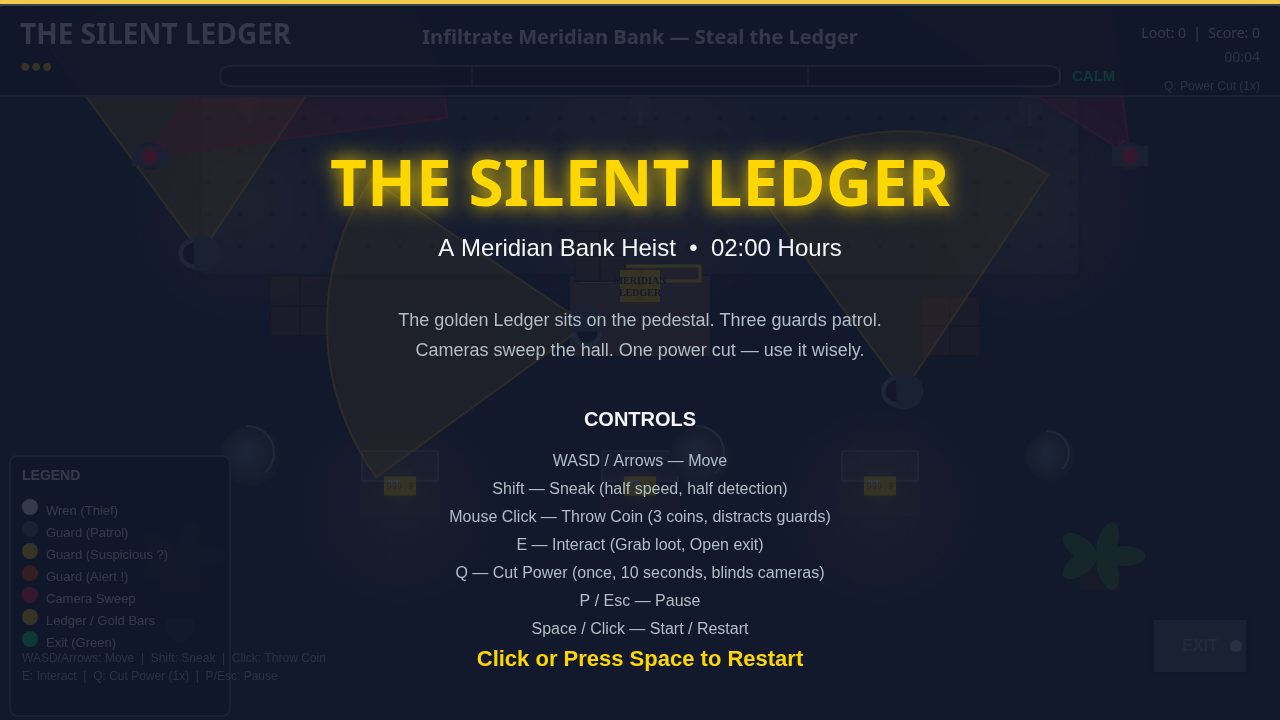 THE SILENT LEDGER
Infiltrate Meridian Bank — Steal the Ledger
Loot: 0 | Score: 0
00:04
CALM
Q: Power Cut (1x)
THE SILENT LEDGER
A Meridian Bank Heist • 02:00 Hours
MERIDIAN
LEDGER
The golden Ledger sits on the pedestal. Three guards patrol.
Cameras sweep the hall. One power cut — use it wisely.
CONTROLS
WASD / Arrows — Move
Shift — Sneak (half speed, half detection)
Mouse Click — Throw Coin (3 coins, distracts guards)
E — Interact (Grab loot, Open exit)
Q — Cut Power (once, 10 seconds, blinds cameras)
P / Esc — Pause
Space / Click — Start / Restart
Click or Press Space to Restart
LEGEND
Wren (Thief)
Guard (Patrol)
Guard (Suspicious ?)
Guard (Alert !)
Camera Sweep
Ledger / Gold Bars
Exit (Green)
WASD/Arrows: Move | Shift: Sneak | Click: Throw Coin
E: Interact | Q: Cut Power (1x) | P/Esc: Pause
EXIT